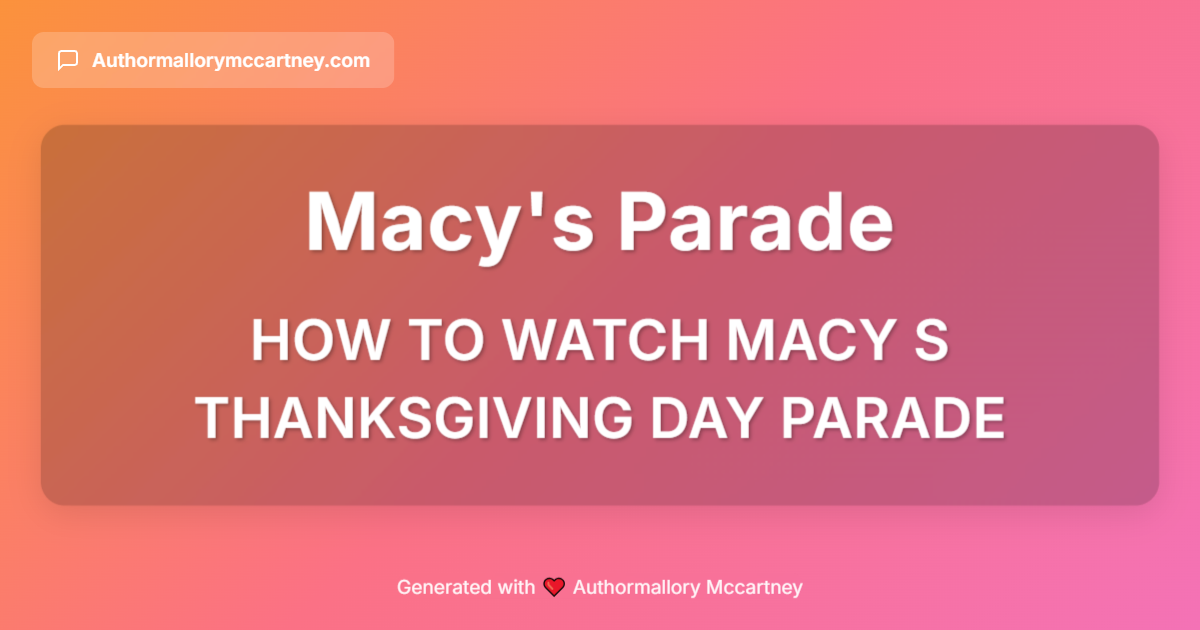 Authormallorymccartney.com
Macy's Parade
HOW TO WATCH MACY S
THANKSGIVING DAY PARADE
Generated with ❤️ Authormallory Mccartney